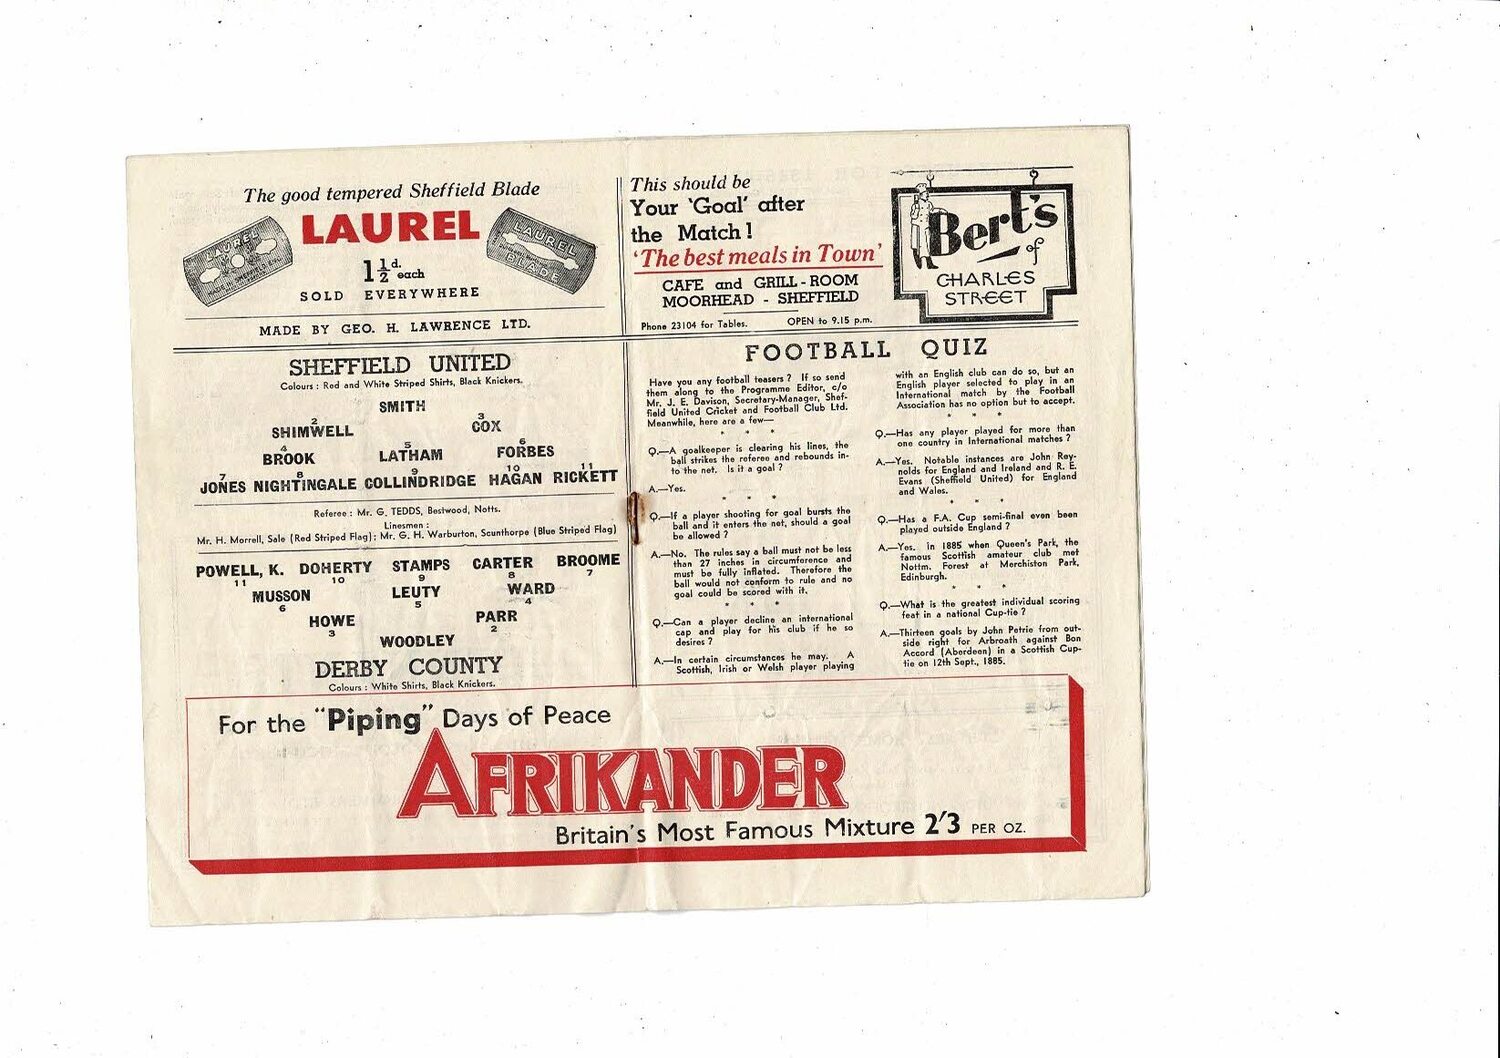 The good tempered Sheffield Blade
LAUREL
LAUREL
LAUREL
BLADE
1½d. each
SOLD EVERYWHERE
MADE BY GEO. H. LAWRENCE LTD.
SHEFFIELD UNITED
Colours : Red and White Striped Shirts, Black Knickers.
SMITH
2 3
SHIMWELL COX
4 5 6
BROOK LATHAM FORBES
7 8 9 10 11
JONES NIGHTINGALE COLLINDRIDGE HAGAN RICKETT
Referee : Mr. G. TEDDS, Bestwood, Notts.
Linesmen :
Mr. H. Morrell, Sale (Red Striped Flag); Mr. G. H. Warburton, Scunthorpe (Blue Striped Flag)
POWELL, K. DOHERTY STAMPS CARTER BROOME
11 10 9 8 7
MUSSON LEUTY WARD
6 5 4
HOWE PARR
3 2
WOODLEY
DERBY COUNTY
Colours : White Shirts, Black Knickers.
This should be
Your 'Goal' after
the Match !
'The best meals in Town'
CAFE and GRILL-ROOM
MOORHEAD - SHEFFIELD
Phone 23104 for Tables. OPEN to 9.15 p.m.
Bert's
of
CHARLES
STREET
FOOTBALL QUIZ
Have you any football teasers ? If so send
them along to the Programme Editor, c/o
Mr. J. E. Davison, Secretary-Manager, Shef-
field United Cricket and Football Club Ltd.
Meanwhile, here are a few—
* * *
Q.—A goalkeeper is clearing his lines, the
ball strikes the referee and rebounds in-
to the net. Is it a goal ?
A.—Yes.
* * *
Q.—If a player shooting for goal bursts the
ball and it enters the net, should a goal
be allowed ?
A.—No. The rules say a ball must not be less
than 27 inches in circumference and
must be fully inflated. Therefore the
ball would not conform to rule and no
goal could be scored with it.
* * *
Q.—Can a player decline an international
cap and play for his club if he so
desires ?
A.—In certain circumstances he may. A
Scottish, Irish or Welsh player playing
with an English club can do so, but an
English player selected to play in an
International match by the Football
Association has no option but to accept.
* * *
Q.—Has any player played for more than
one country in International matches ?
A.—Yes. Notable instances are John Rey-
nolds for England and Ireland and R. E.
Evans (Sheffield United) for England
and Wales.
* * *
Q.—Has a F.A. Cup semi-final even been
played outside England ?
A.—Yes. in 1885 when Queen's Park, the
famous Scottish amateur club met
Nottm. Forest at Merchiston Park,
Edinburgh.
* * *
Q.—What is the greatest individual scoring
feat in a national Cup-tie ?
A.—Thirteen goals by John Petrie from out-
side right for Arbroath against Bon
Accord (Aberdeen) in a Scottish Cup-
tie on 12th Sept., 1885.
For the "Piping" Days of Peace
AFRIKANDER
Britain's Most Famous Mixture 2'3 PER OZ.